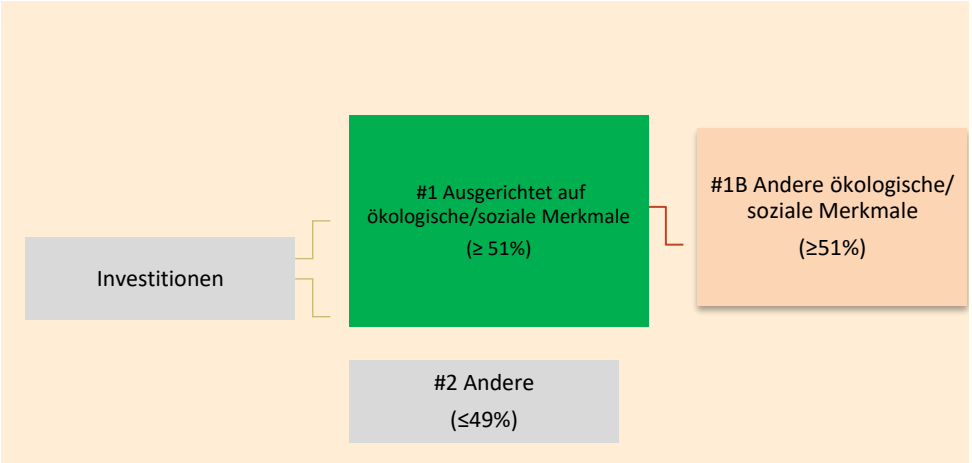 Investitionen
#1 Ausgerichtet auf
ökologische/soziale Merkmale
(≥ 51%)
#1B Andere ökologische/
soziale Merkmale
(≥51%)
#2 Andere
(≤49%)